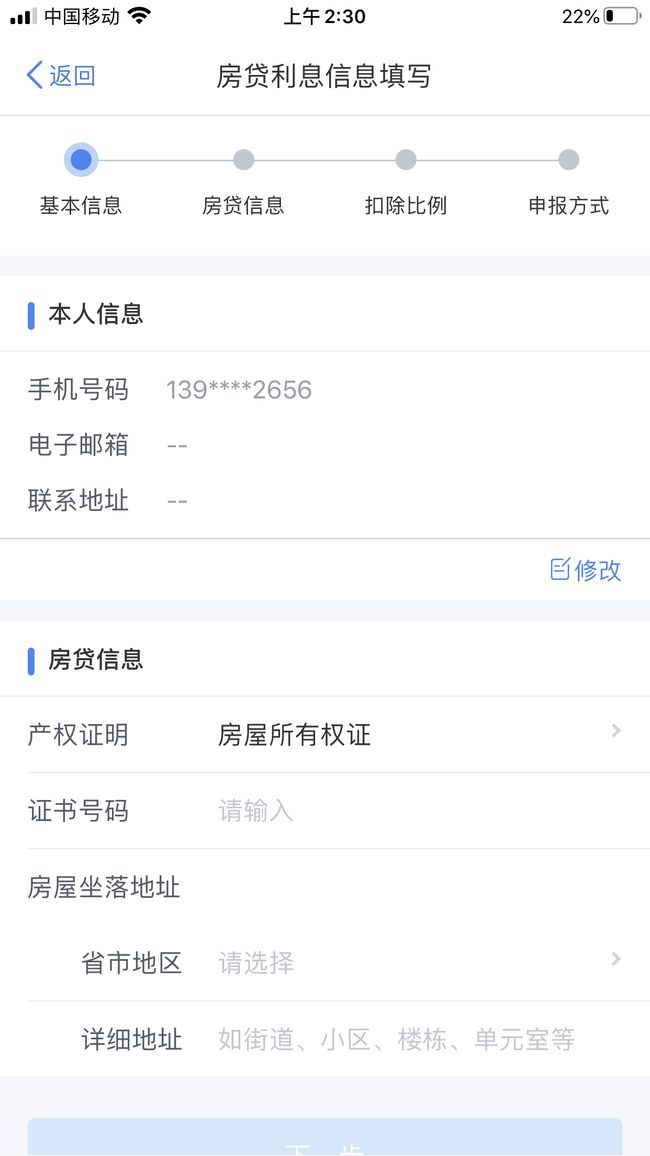 中国移动 上午2:30 22%
返回 房贷利息信息填写
基本信息 房贷信息 扣除比例 申报方式
本人信息
手机号码 139****2656
电子邮箱 --
联系地址 --
修改
房贷信息
产权证明 房屋所有权证
证书号码 请输入
房屋坐落地址
省市地区 请选择
详细地址 如街道、小区、楼栋、单元室等
下一步